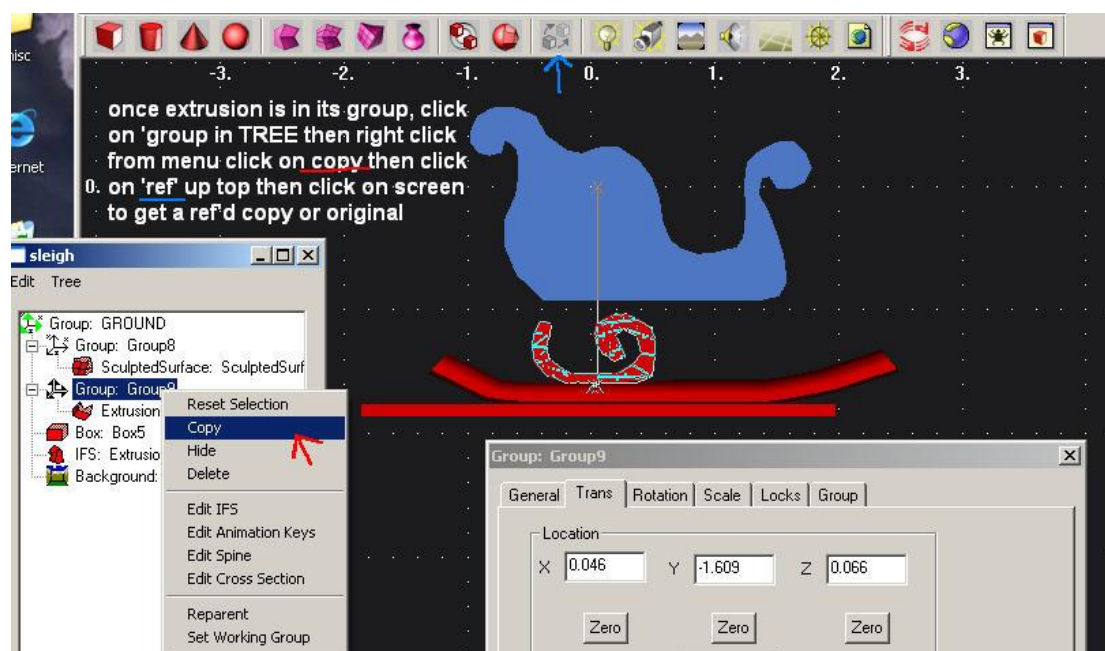 nisc
-3.
-2.
-1.
0.
1.
2.
3.
once extrusion is in its group, click
on 'group in TREE then right click
from menu click on copy then click
0. on 'ref' up top then click on screen
to get a ref'd copy or original
ernet
sleigh
Edit Tree
Group: GROUND
Group: Group8
SculptedSurface: SculptedSurf
Group: Group9
Extrusion
Box: Box5
IFS: Extrusio
Background:
Reset Selection
Copy
Hide
Delete
Edit IFS
Edit Animation Keys
Edit Spine
Edit Cross Section
Reparent
Set Working Group
Group: Group9
General Trans Rotation Scale Locks Group
Location
X 0.046 Y -1.609 Z 0.066
Zero Zero Zero